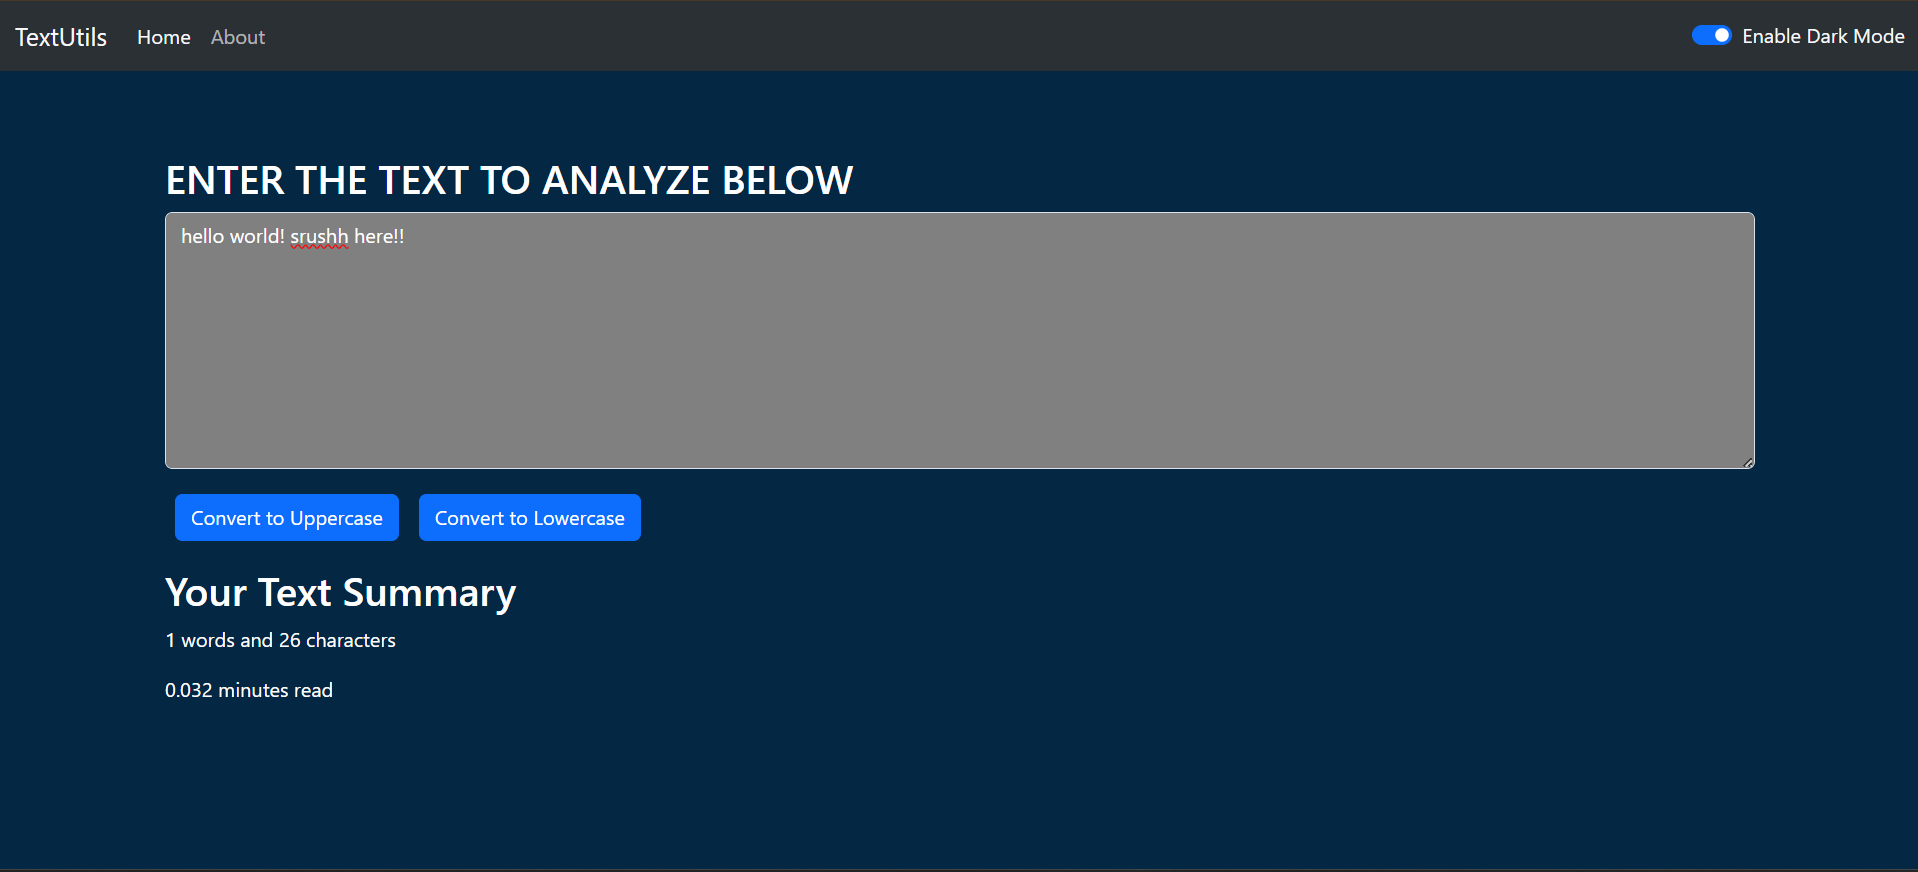 TextUtils Home About Enable Dark Mode
ENTER THE TEXT TO ANALYZE BELOW
hello world! srushh here!!
Convert to Uppercase Convert to Lowercase
Your Text Summary
1 words and 26 characters
0.032 minutes read